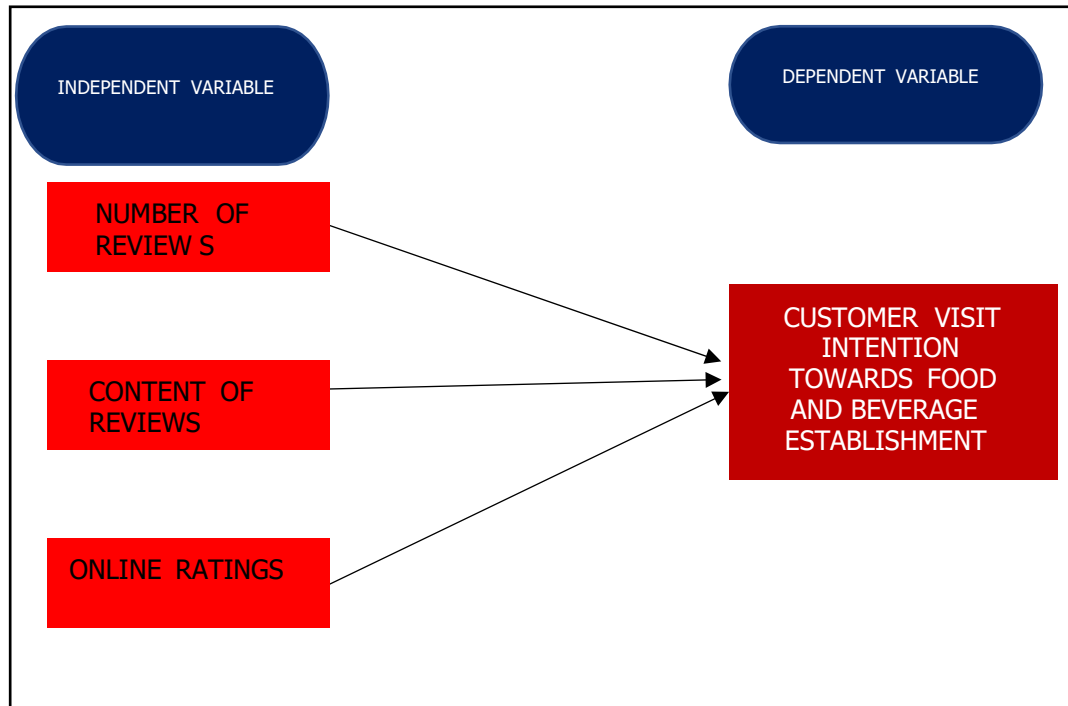 INDEPENDENT VARIABLE
DEPENDENT VARIABLE
NUMBER OF
REVIEW S
CONTENT OF
REVIEWS
ONLINE RATINGS
CUSTOMER VISIT
INTENTION
TOWARDS FOOD
AND BEVERAGE
ESTABLISHMENT